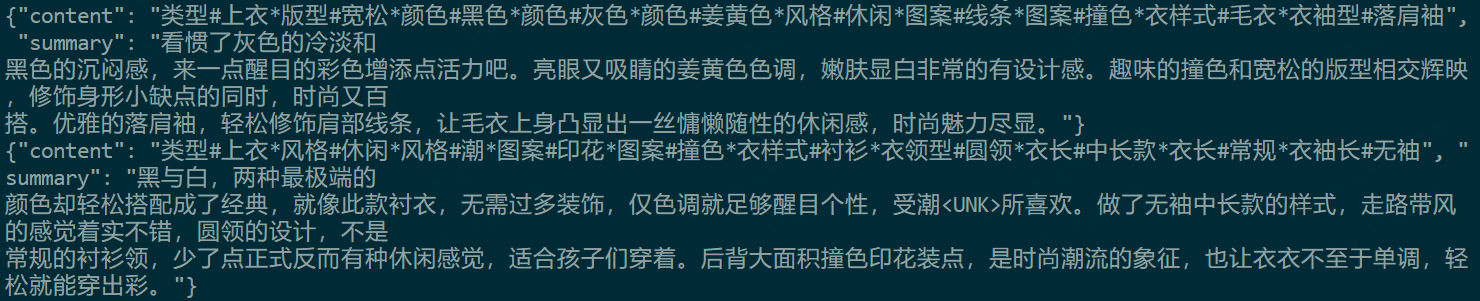 {"content": "类型#上衣*版型#宽松*颜色#黑色*颜色#灰色*颜色#姜黄色*风格#休闲*图案#线条*图案#撞色*衣样式#毛衣*衣袖型#落肩袖",
"summary": "看惯了灰色的冷淡和
黑色的沉闷感，来一点醒目的彩色增添点活力吧。亮眼又吸睛的姜黄色色调，嫩肤显白非常的有设计感。趣味的撞色和宽松的版型相交辉映
，修饰身形小缺点的同时，时尚又百
搭。优雅的落肩袖，轻松修饰肩部线条，让毛衣上身凸显出一丝慵懒随性的休闲感，时尚魅力尽显。"}
{"content": "类型#上衣*风格#休闲*风格#潮*图案#印花*图案#撞色*衣样式#衬衫*衣领型#圆领*衣长#中长款*衣长#常规*衣袖长#无袖", "
summary": "黑与白，两种最极端的
颜色却轻松搭配成了经典，就像此款衬衣，无需过多装饰，仅色调就足够醒目个性，受潮<UNK>所喜欢。做了无袖中长款的样式，走路带风
的感觉着实不错，圆领的设计，不是
常规的衬衫领，少了点正式反而有种休闲感觉，适合孩子们穿着。后背大面积撞色印花装点，是时尚潮流的象征，也让衣衣不至于单调，轻
松就能穿出彩。"}